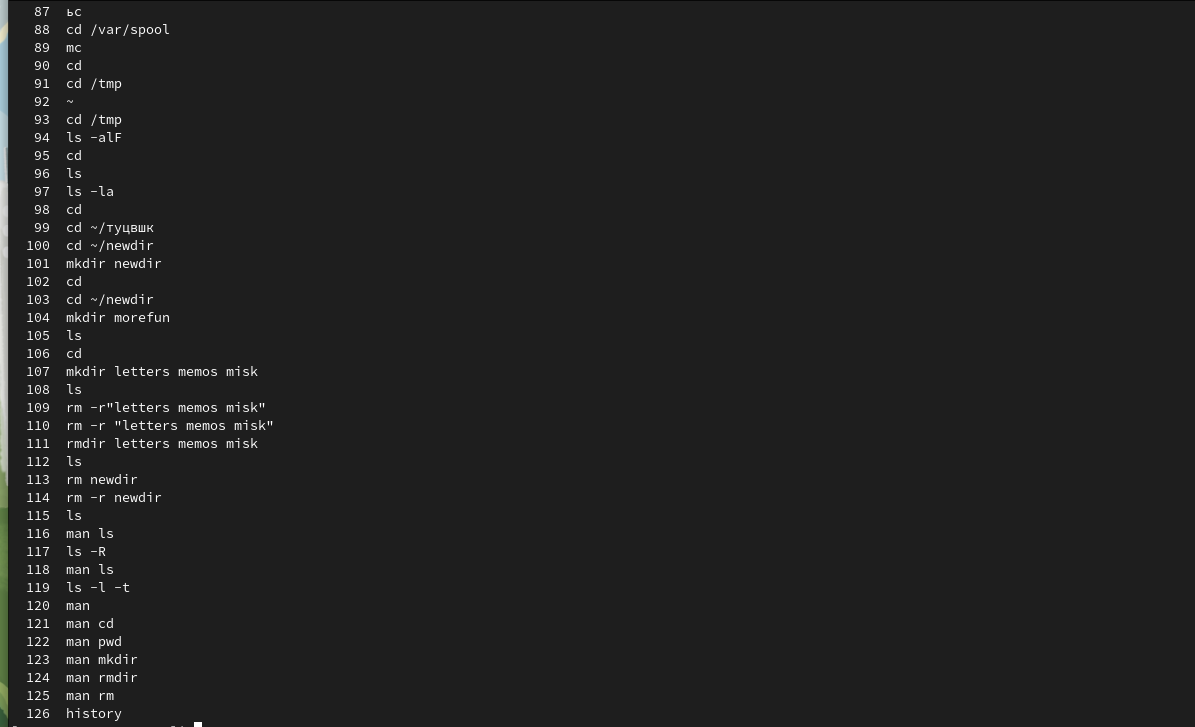 87 ьс
88 cd /var/spool
89 mc
90 cd
91 cd /tmp
92 ~
93 cd /tmp
94 ls -alF
95 cd
96 ls
97 ls -la
98 cd
99 cd ~/туцвшк
100 cd ~/newdir
101 mkdir newdir
102 cd
103 cd ~/newdir
104 mkdir morefun
105 ls
106 cd
107 mkdir letters memos misk
108 ls
109 rm -r"letters memos misk"
110 rm -r "letters memos misk"
111 rmdir letters memos misk
112 ls
113 rm newdir
114 rm -r newdir
115 ls
116 man ls
117 ls -R
118 man ls
119 ls -l -t
120 man
121 man cd
122 man pwd
123 man mkdir
124 man rmdir
125 man rm
126 history